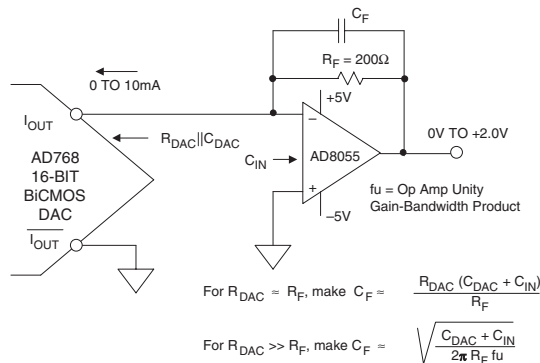 C_F
R_F = 200Ω
0 TO 10mA
+5V
I_OUT
R_DAC||C_DAC
−
C_IN
AD8055
0V TO +2.0V
AD768
16-BIT
BiCMOS
DAC
+
fu = Op Amp Unity
Gain-Bandwidth Product
−5V
I_OUT
For R_DAC ≈ R_F, make C_F ≈ R_DAC (C_DAC + C_IN) / R_F
For R_DAC >> R_F, make C_F ≈ √((C_DAC + C_IN) / (2π R_F fu))